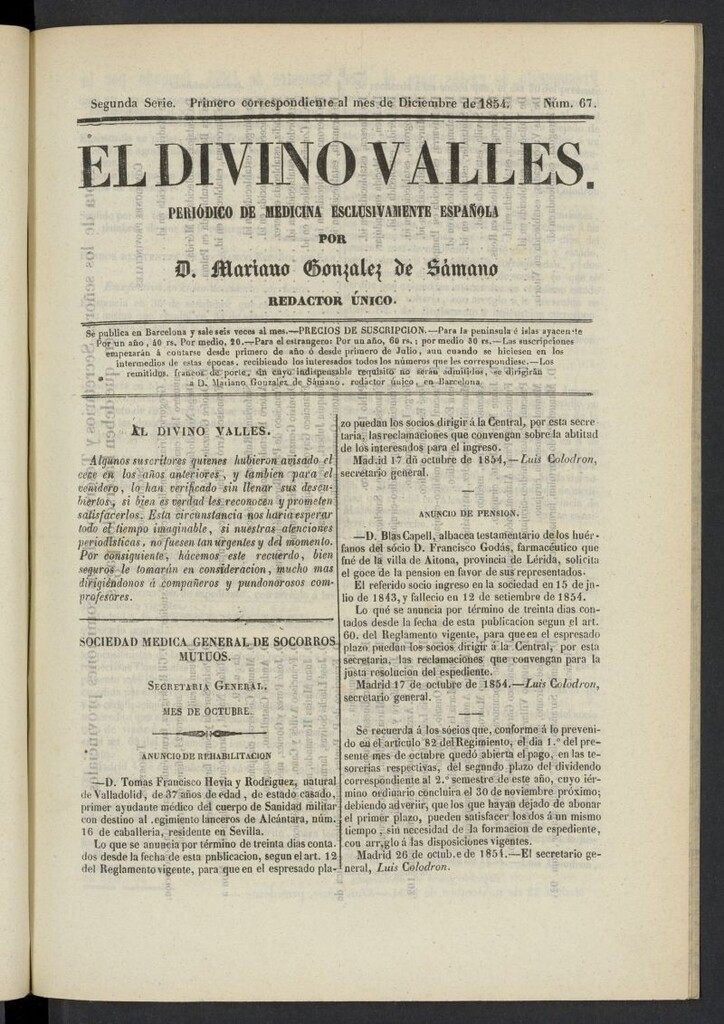 Segunda Serie. Primero correspondiente al mes de Diciembre de 1854. Núm. 67.
EL DIVINO VALLES.
PERIÓDICO DE MEDICINA ESCLUSIVAMENTE ESPAÑOLA
POR
D. Mariano Gonzalez de Sámano
REDACTOR ÚNICO.
Se publica en Barcelona y sale seis veces al mes.—PRECIOS DE SUSCRIPCION.—Para la peninsula é islas ayacente
Por un año, 40 rs. Por medio, 20.—Para el estrangero: Por un año, 60 rs.; por medio 30 rs.—Las suscripciones
empezarán á contarse desde primero de año ó desde primero de Julio, aun cuando se hiciesen en los
intermedios de estas épocas, recibiendo los interesados todos los números que les correspondiese.—Los
remitidos, francos de porte, sin cuyo indispensable requisito no serán admitidos, se dirigirán
a D. Mariano Gonzalez de Sámano, redactor único, en Barcelona
AL DIVINO VALLES.
Algunos suscritores quienes hubieron avisado el
cece en los años anteriores, y tambien para el
venidero, lo han verificado sin llenar sus descu-
biertos, si bien es verdad les reconocen y prometen
satisfacerlos. Esta circunstancia nos haria esperar
todo el tiempo imaginable, si nuestras atenciones
periodísticas, no fuesen tan urgentes y del momento.
Por consiguiente, hacemos este recuerdo, bien
seguros le tomarán en consideracion, mucho mas
dirigiéndonos á compañeros y pundonorosos com-
profesores.
SOCIEDAD MEDICA GENERAL DE SOCORROS
MUTUOS.
SECRETARIA GENERAL.
MES DE OCTUBRE
ANUNCIO DE REHABILITACION
—D. Tomas Francisco Hevia y Rodriguez, natural
de Valladolid, de 37 años de edad, de estado casado,
primer ayudante médico del cuerpo de Sanidad militar
con destino al .egimiento lanceros de Alcántara, núm.
16 de caballería, residente en Sevilla.
Lo que se anuncia por término de treinta dias conta.
dos desde la fecha de esta pnblicacion, segun el art. 12
del Reglamento vigente, para que en el espresado pla-
zo puedan los socios dirigir á la Central, por esta secre
taria, las reclamaciones que convengan sobre la abtitud
de los interesados para el ingreso.
Mad.id 17 dñ octubre de 1854,—Luis Colodron,
secretario general.
ANUNCIO DE PENSION.
—D. Blas Capell, albacea testamentario de los huér-
fanos del sócio D. Francisco Godás, farmacéutico que
fné de la villa de Aitona, provincia de Lérida, solicita
el goce de la pension en favor de sus representados.
El referido socio ingreso en la sociedad en 15 de ju-
lio de 1843, y fallecio en 12 de setiembre de 1854.
Lo qué se anuncia por término de treinta dias con-
tados desde la fecha de esta publicacion segun el art.
60. del Reglamento vigente, para que en el espresado
plazo puedan los socios dirigir á la Central, por esta
secretaria, las reclamaciones que convengan para la
justa resolucion del espediente.
Madrid 17 de octubre de 1854.—Luis Colodron,
secretario general.
Se recuerda á los sócios que, conforme á lo preveni-
do en el articulo 82 del Regimiento, el dia 1.º del pre-
sente mes de octubre quedó abierta el pago, en las te-
sorerias respectivas, del segundo plazo del dividendo
correspondiente al 2.º semestre de este año, cuyo iér-
mino ordinario concluira el 30 de noviembre próximo;
debiendo adveriir, que los que hayan dejado de abonar
el primer plazo, pueden satisfacer los dos á un mismo
tiempo, sin necesidad de la formacion de espediente,
cou arr,glo á las disposiciones vigentes.
Madrid 26 de octub.e de 1854.—El secretario ge-
neral, Luis Colodron.